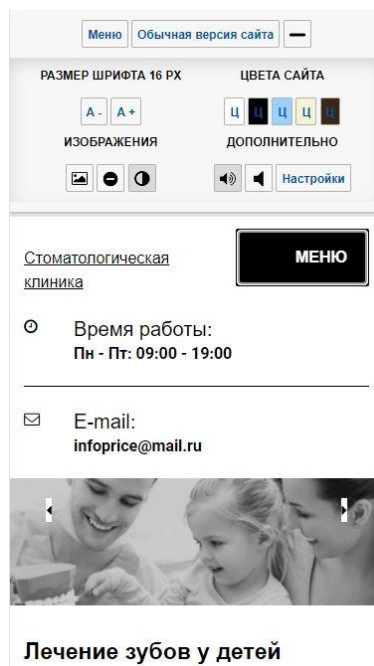 Меню Обычная версия сайта
РАЗМЕР ШРИФТА 16 PX ЦВЕТА САЙТА
А - А + Ц Ц Ц Ц Ц
ИЗОБРАЖЕНИЯ ДОПОЛНИТЕЛЬНО
Настройки
Стоматологическая
клиника
МЕНЮ
Время работы:
Пн - Пт: 09:00 - 19:00
E-mail:
infoprice@mail.ru
Лечение зубов у детей